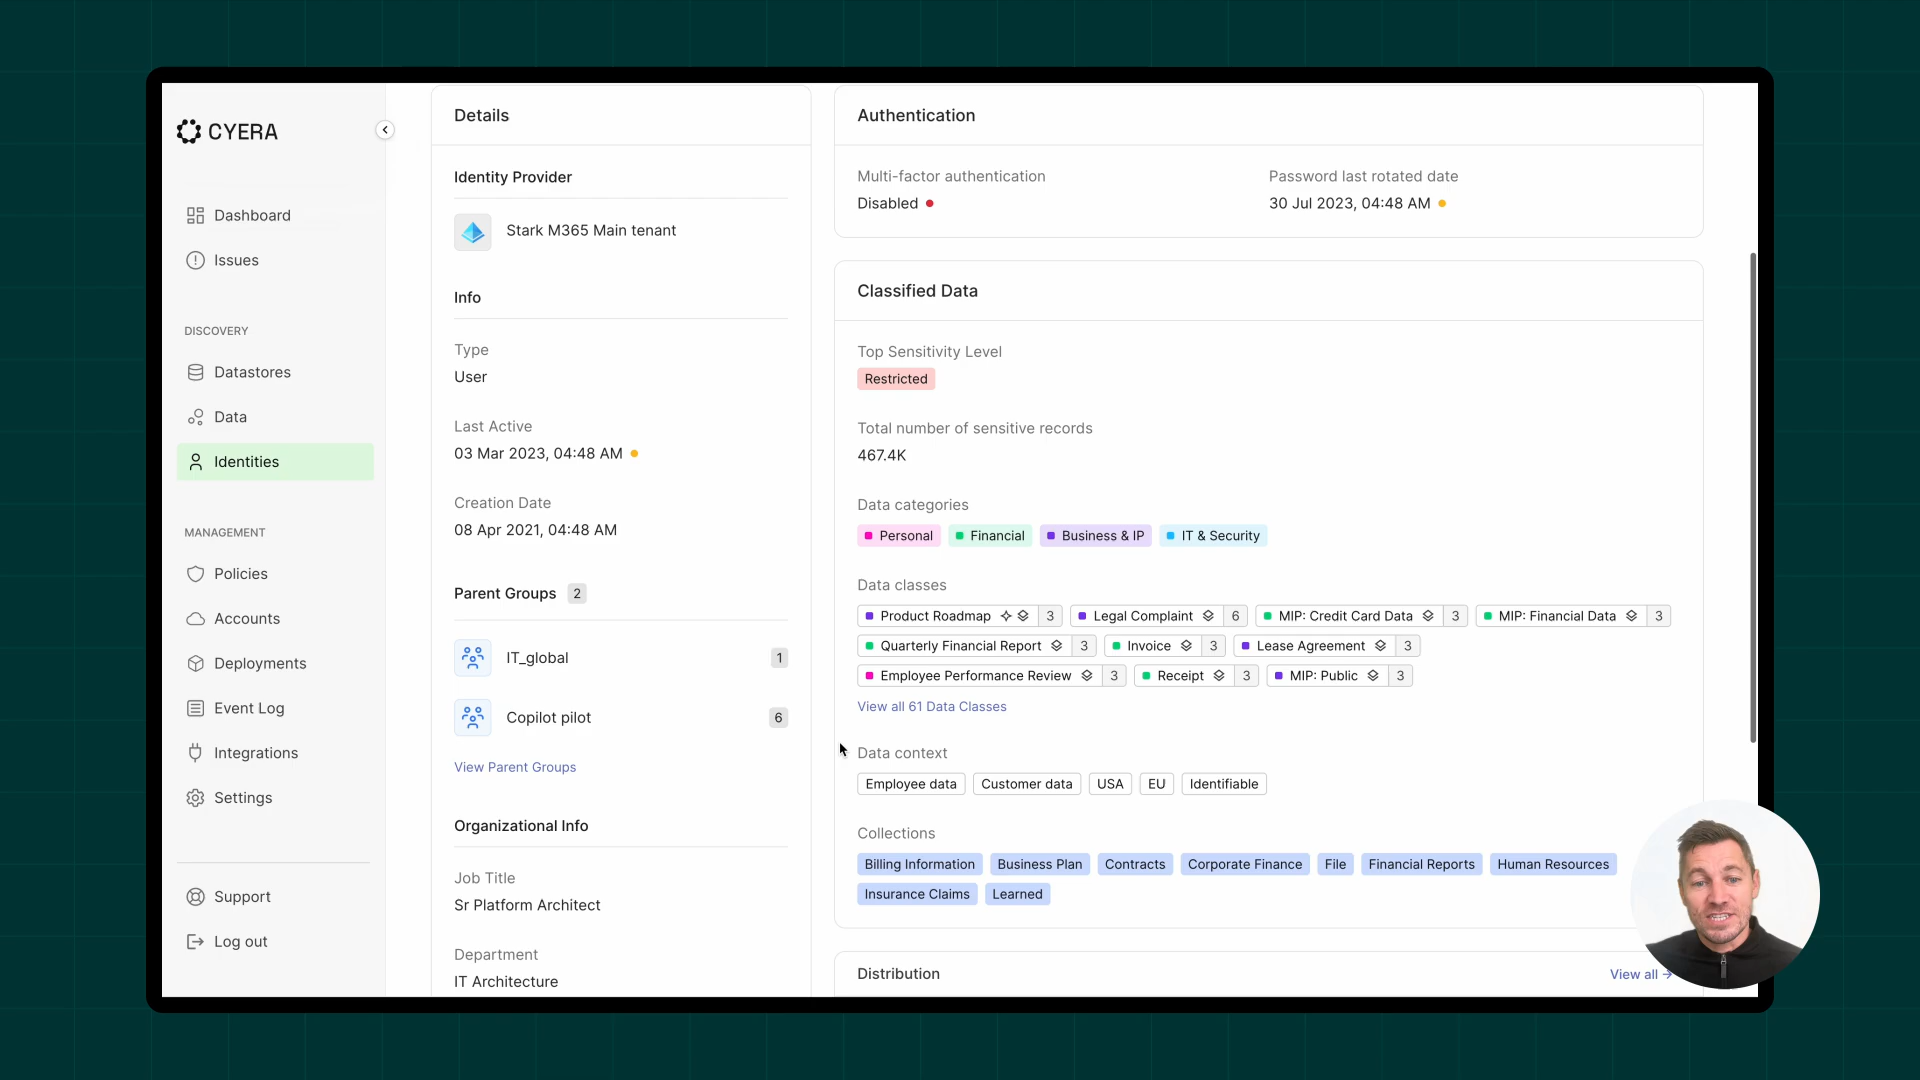 CYERA
Dashboard
Issues
DISCOVERY
Datastores
Data
Identities
MANAGEMENT
Policies
Accounts
Deployments
Event Log
Integrations
Settings
Support
Log out
Details
Identity Provider
Stark M365 Main tenant
Info
Type
User
Last Active
03 Mar 2023, 04:48 AM
Creation Date
08 Apr 2021, 04:48 AM
Parent Groups 2
IT_global 1
Copilot pilot 6
View Parent Groups
Organizational Info
Job Title
Sr Platform Architect
Department
IT Architecture
Authentication
Multi-factor authentication Password last rotated date
Disabled 30 Jul 2023, 04:48 AM
Classified Data
Top Sensitivity Level
Restricted
Total number of sensitive records
467.4K
Data categories
Personal Financial Business & IP IT & Security
Data classes
Product Roadmap 3 Legal Complaint 6 MIP: Credit Card Data 3 MIP: Financial Data 3
Quarterly Financial Report 3 Invoice 3 Lease Agreement 3
Employee Performance Review 3 Receipt 3 MIP: Public 3
View all 61 Data Classes
Data context
Employee data Customer data USA EU Identifiable
Collections
Billing Information Business Plan Contracts Corporate Finance File Financial Reports Human Resources
Insurance Claims Learned
Distribution View all →